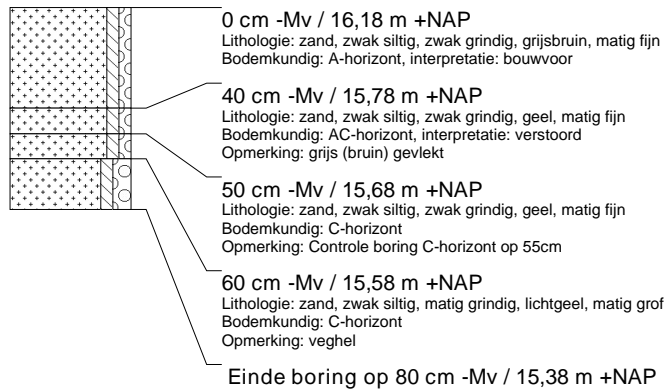 0 cm -Mv / 16,18 m +NAP
Lithologie: zand, zwak siltig, zwak grindig, grijsbruin, matig fijn
Bodemkundig: A-horizont, interpretatie: bouwvoor
40 cm -Mv / 15,78 m +NAP
Lithologie: zand, zwak siltig, zwak grindig, geel, matig fijn
Bodemkundig: AC-horizont, interpretatie: verstoord
Opmerking: grijs (bruin) gevlekt
50 cm -Mv / 15,68 m +NAP
Lithologie: zand, zwak siltig, zwak grindig, geel, matig fijn
Bodemkundig: C-horizont
Opmerking: Controle boring C-horizont op 55cm
60 cm -Mv / 15,58 m +NAP
Lithologie: zand, zwak siltig, matig grindig, lichtgeel, matig grof
Bodemkundig: C-horizont
Opmerking: veghel
Einde boring op 80 cm -Mv / 15,38 m +NAP